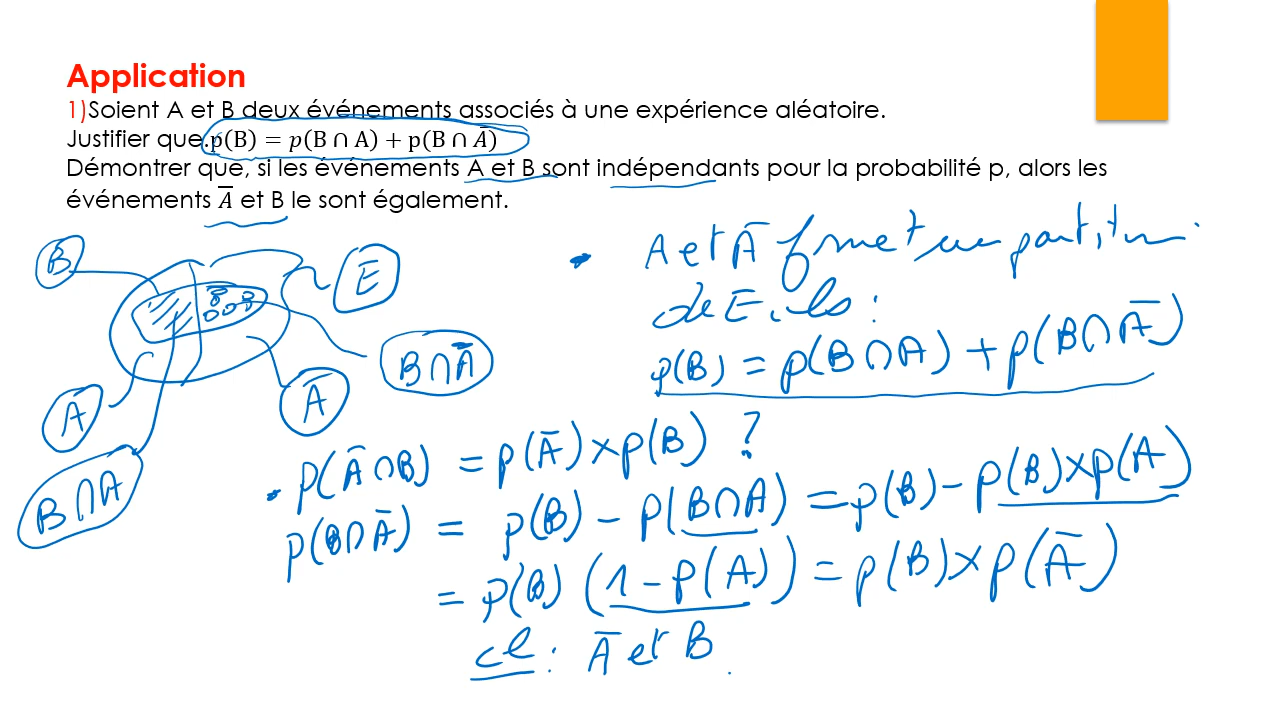 Application
1)Soient A et B deux événements associés à une expérience aléatoire.
Justifier que.p(B) = p(B ∩ A) + p(B ∩ A̅)
Démontrer que, si les événements A et B sont indépendants pour la probabilité p, alors les
événements A̅ et B le sont également.
B
E
B ∩ A̅
A
A̅
B ∩ A
• A et A̅ forment une partition
de E
p(B) = p(B ∩ A) + p(B ∩ A̅)
• p(A̅ ∩ B) = p(A̅) × p(B) ?
p(B ∩ A̅) = p(B) − p(B ∩ A) = p(B) − p(B) × p(A)
= p(B) (1 − p(A)) = p(B) × p(A̅)
cl : A̅ et B